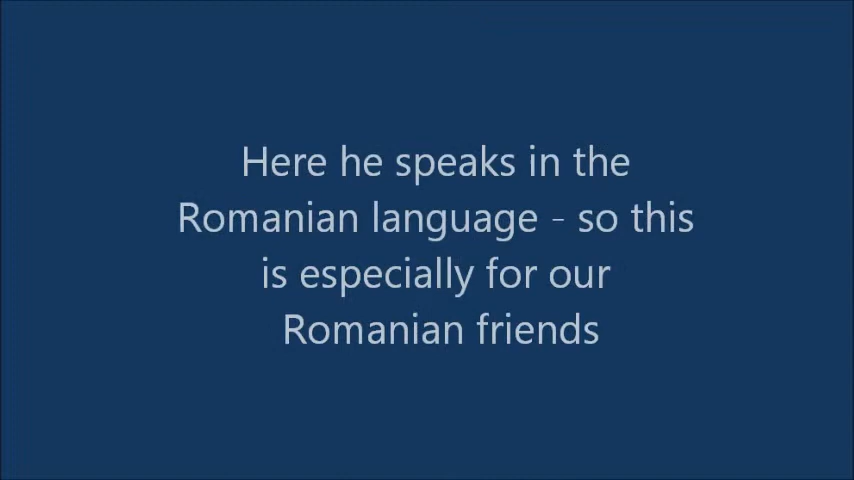 Here he speaks in the
Romanian language - so this
is especially for our
Romanian friends